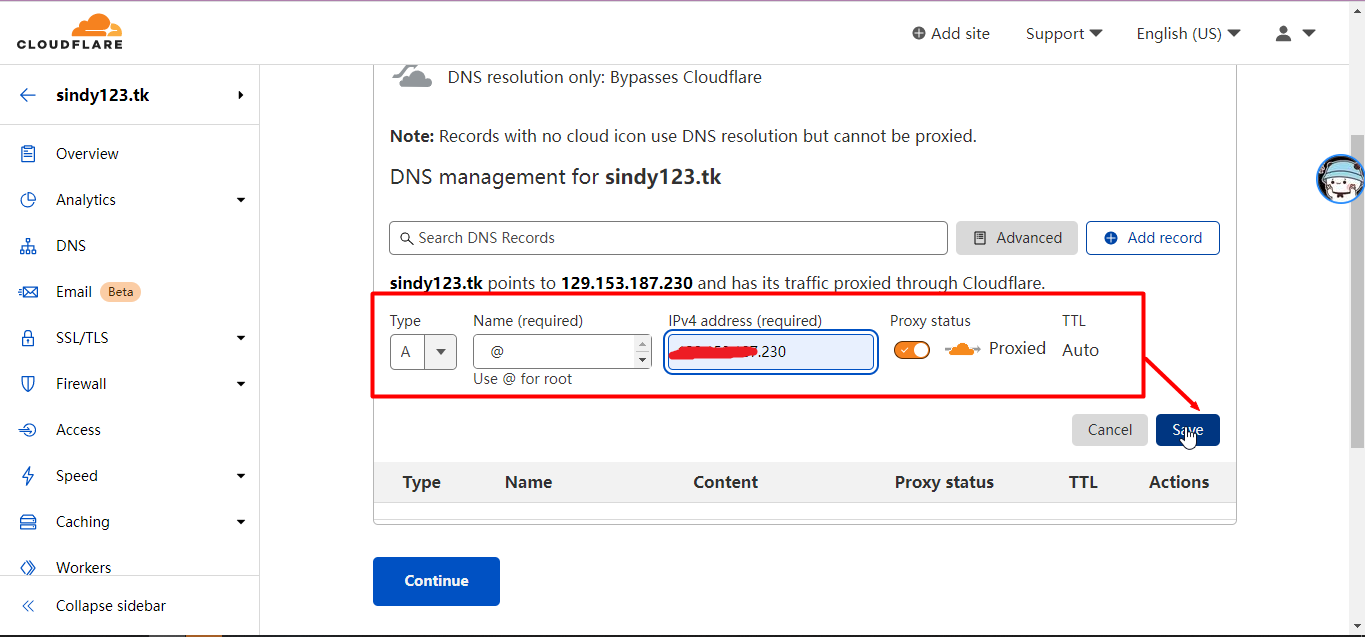 CLOUDFLARE
Add site
Support
English (US)
sindy123.tk
Overview
Analytics
DNS
Email Beta
SSL/TLS
Firewall
Access
Speed
Caching
Workers
Collapse sidebar
DNS resolution only: Bypasses Cloudflare
Note: Records with no cloud icon use DNS resolution but cannot be proxied.
DNS management for sindy123.tk
Search DNS Records
Advanced
Add record
sindy123.tk points to 129.153.187.230 and has its traffic proxied through Cloudflare.
Type Name (required) IPv4 address (required) Proxy status TTL
A @ .230 Proxied Auto
Use @ for root
Cancel Save
Type Name Content Proxy status TTL Actions
Continue